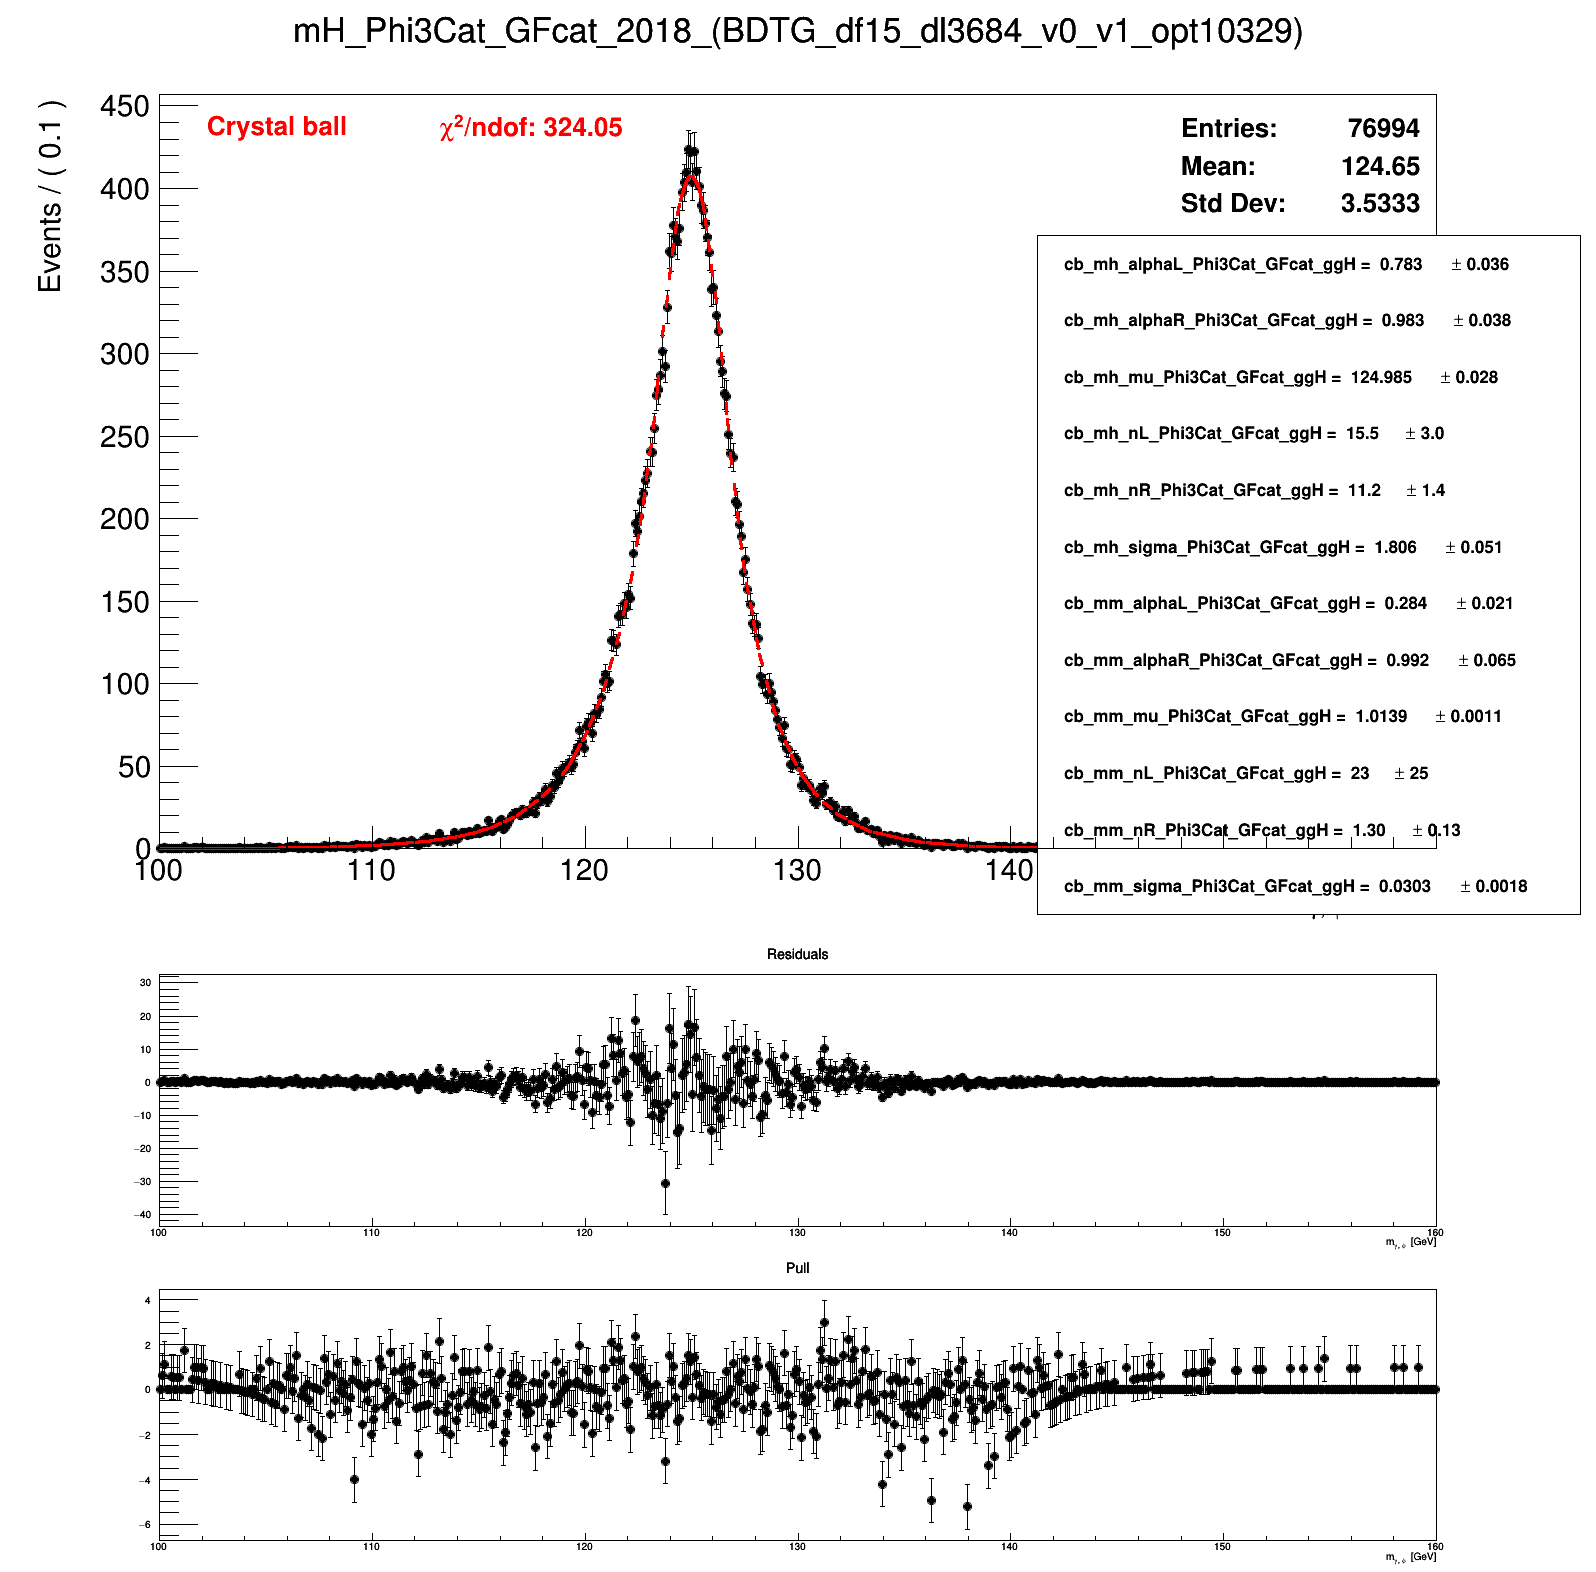 mH_Phi3Cat_GFcat_2018_(BDTG_df15_dl3684_v0_v1_opt10329)
Events / ( 0.1 )
Crystal ball χ²/ndof: 324.05
Entries: 76994
Mean: 124.65
Std Dev: 3.5333
450
400
350
300
250
200
150
100
50
0
100 110 120 130 140
cb_mh_alphaL_Phi3Cat_GFcat_ggH = 0.783 ± 0.036
cb_mh_alphaR_Phi3Cat_GFcat_ggH = 0.983 ± 0.038
cb_mh_mu_Phi3Cat_GFcat_ggH = 124.985 ± 0.028
cb_mh_nL_Phi3Cat_GFcat_ggH = 15.5 ± 3.0
cb_mh_nR_Phi3Cat_GFcat_ggH = 11.2 ± 1.4
cb_mh_sigma_Phi3Cat_GFcat_ggH = 1.806 ± 0.051
cb_mm_alphaL_Phi3Cat_GFcat_ggH = 0.284 ± 0.021
cb_mm_alphaR_Phi3Cat_GFcat_ggH = 0.992 ± 0.065
cb_mm_mu_Phi3Cat_GFcat_ggH = 1.0139 ± 0.0011
cb_mm_nL_Phi3Cat_GFcat_ggH = 23 ± 25
cb_mm_nR_Phi3Cat_GFcat_ggH = 1.30 ± 0.13
cb_mm_sigma_Phi3Cat_GFcat_ggH = 0.0303 ± 0.0018
Residuals
30
20
10
0
−10
−20
−30
−40
100 110 120 130 140 150 160
[GeV]
Pull
4
2
0
−2
−4
−6
100 110 120 130 140 150 160
[GeV]